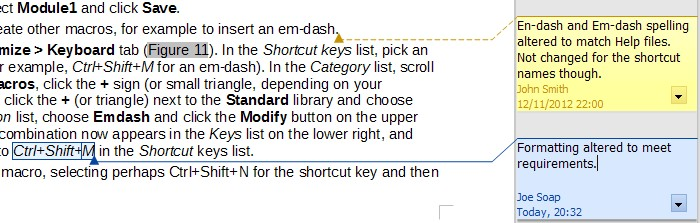 ct Module1 and click Save.
eate other macros, for example to insert an em-dash.
mize > Keyboard tab (Figure 11). In the Shortcut keys list, pick an
r example, Ctrl+Shift+M for an em-dash). In the Category list, scroll
acros, click the + sign (or small triangle, depending on your
click the + (or triangle) next to the Standard library and choose
on list, choose Emdash and click the Modify button on the upper
combination now appears in the Keys list on the lower right, and
to Ctrl+Shift+M in the Shortcut keys list.
macro, selecting perhaps Ctrl+Shift+N for the shortcut key and then
En-dash and Em-dash spelling
altered to match Help files.
Not changed for the shortcut
names though.
John Smith
12/11/2012 22:00
Formatting altered to meet
requirements.
Joe Soap
Today, 20:32